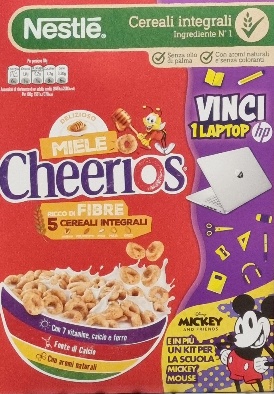 Nestlé®
Cereali integrali
Ingrediente N°1
Senza olio
di palma
Con aromi naturali
e senza coloranti
DELIZIOSO
MIELE
Cheerios
RICCO DI FIBRE
5 CEREALI INTEGRALI
VINCI
1 LAPTOP hp
Con 7 vitamine, calcio e ferro
Fonte di Calcio
Con aromi naturali
Disney
MICKEY
AND FRIENDS
E IN PIÙ
UN KIT PER
LA SCUOLA
MICKEY
MOUSE